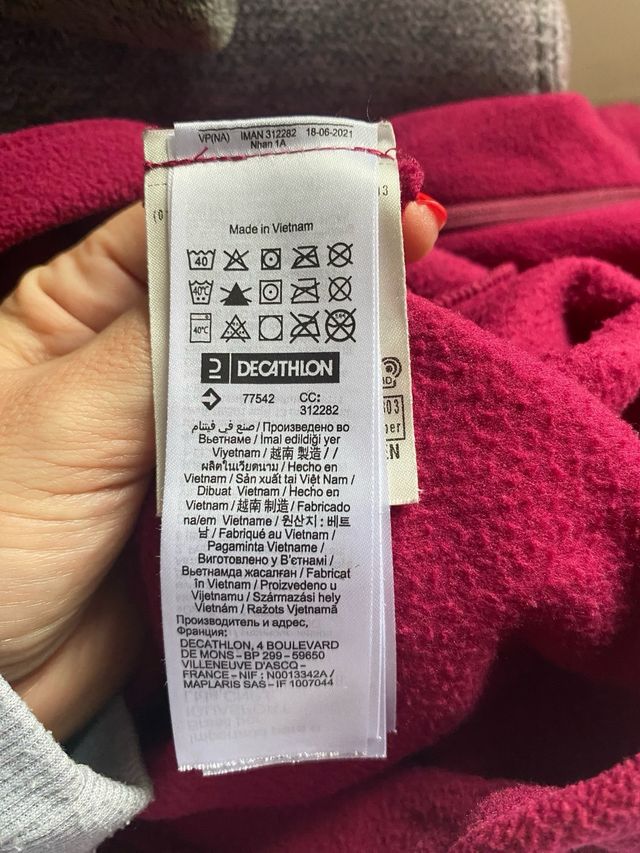 VP(NA) IMAN 312282 18-06-2021
Nhan 1A
Made in Vietnam
40
40°C
40°C
DECATHLON
77542 CC:
312282
صنع في فيتنام / Произведено во
Вьетнаме / İmal edildiği yer
Viyetnam / 越南 製造 / /
ผลิตในเวียดนาม / Hecho en
Vietnam / Sản xuất tại Việt Nam /
Dibuat Vietnam / Hecho en
Vietnam / 越南 制造 / Fabricado
na/em Vietname / 원산지 : 베트
남 / Fabriqué au Vietnam /
Pagaminta Vietname /
Виготовлено у В'єтнамі /
Вьетнамда жасалған / Fabricat
în Vietnam / Proizvedeno u
Vijetnamu / Származási hely
Vietnám / Ražots Vjetnamā
Производитель и адрес,
Франция:
DECATHLON, 4 BOULEVARD
DE MONS - BP 299 - 59650
VILLENEUVE D'ASCQ -
FRANCE - NIF : N0013342A /
MAPLARIS SAS - IF 1007044